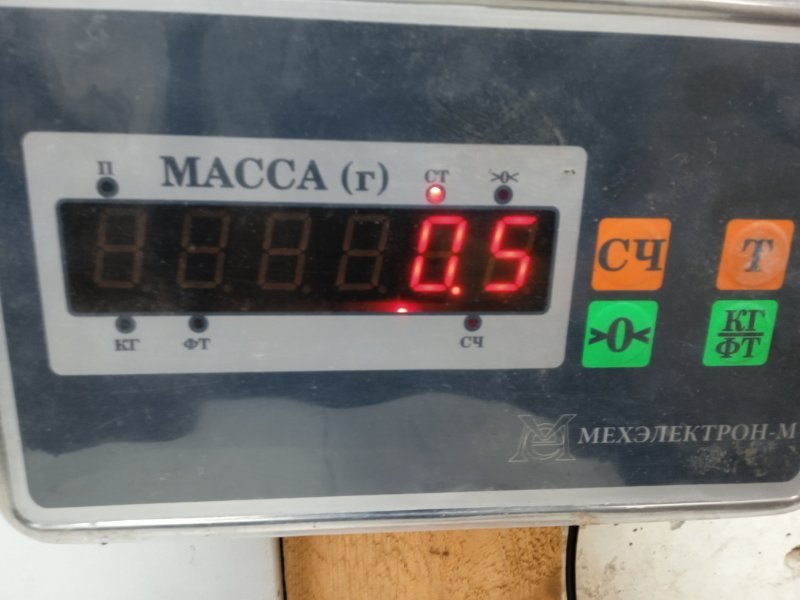 П МАССА (г) СТ >0<
0.5
КГ ФТ СЧ
СЧ Т
>0< КГ/ФТ
МЕХЭЛЕКТРОН-М